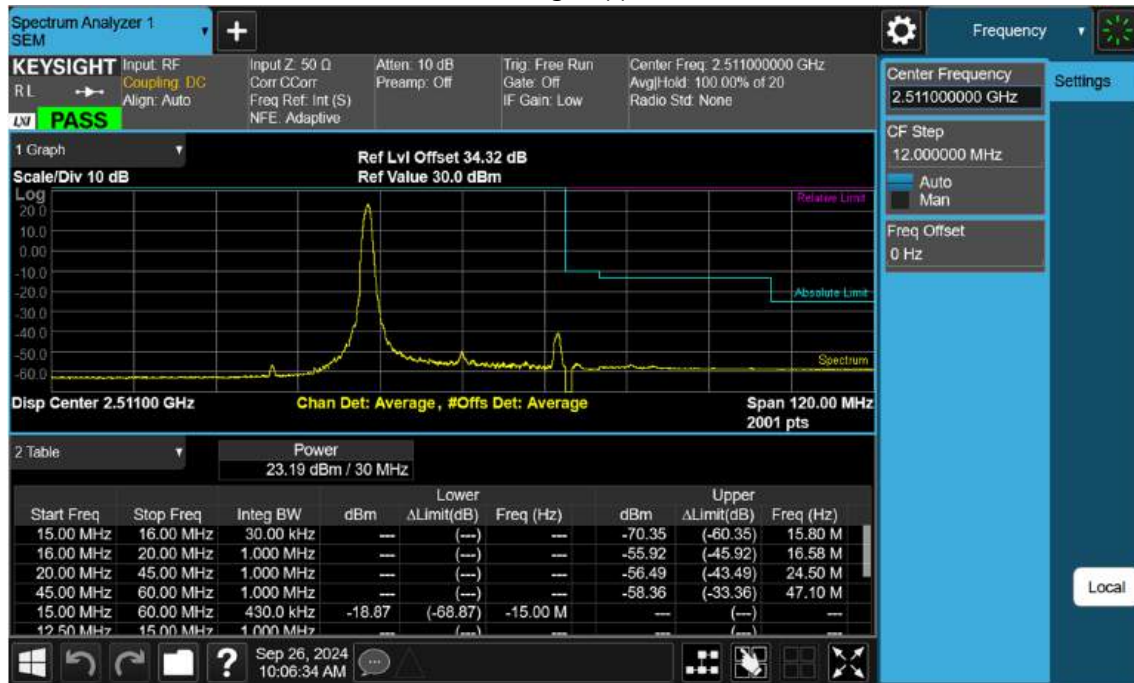 Spectrum Analyzer 1
SEM
Frequency
KEYSIGHT
RL
LXI
PASS
Input: RF
Coupling: DC
Align: Auto
Input Z: 50 Ω
Corr CCorr
Freq Ref: Int (S)
NFE: Adaptive
Atten: 10 dB
Preamp: Off
Trig: Free Run
Gate: Off
IF Gain: Low
Center Freq: 2.511000000 GHz
Avg|Hold: 100.00% of 20
Radio Std: None
Center Frequency
2.511000000 GHz
Settings
CF Step
12.000000 MHz
Auto
Man
Freq Offset
0 Hz
Local
1 Graph
Scale/Div 10 dB
Ref Lvl Offset 34.32 dB
Ref Value 30.0 dBm
Log
20.0
10.0
0.00
-10.0
-20.0
-30.0
-40.0
-50.0
-60.0
Relative Limit
Absolute Limit
Spectrum
Disp Center 2.51100 GHz
Chan Det: Average, #Offs Det: Average
Span 120.00 MHz
2001 pts
2 Table
Power
23.19 dBm / 30 MHz
Lower Upper
Start Freq Stop Freq Integ BW dBm ΔLimit(dB) Freq (Hz) dBm ΔLimit(dB) Freq (Hz)
15.00 MHz 16.00 MHz 30.00 kHz --- (---) --- -70.35 (-60.35) 15.80 M
16.00 MHz 20.00 MHz 1.000 MHz --- (---) --- -55.92 (-45.92) 16.58 M
20.00 MHz 45.00 MHz 1.000 MHz --- (---) --- -56.49 (-43.49) 24.50 M
45.00 MHz 60.00 MHz 1.000 MHz --- (---) --- -58.36 (-33.36) 47.10 M
15.00 MHz 60.00 MHz 430.0 kHz -18.87 (-68.87) -15.00 M --- (---) ---
12.50 MHz 15.00 MHz 1.000 MHz --- (---) --- --- (---) ---
?
Sep 26, 2024
10:06:34 AM